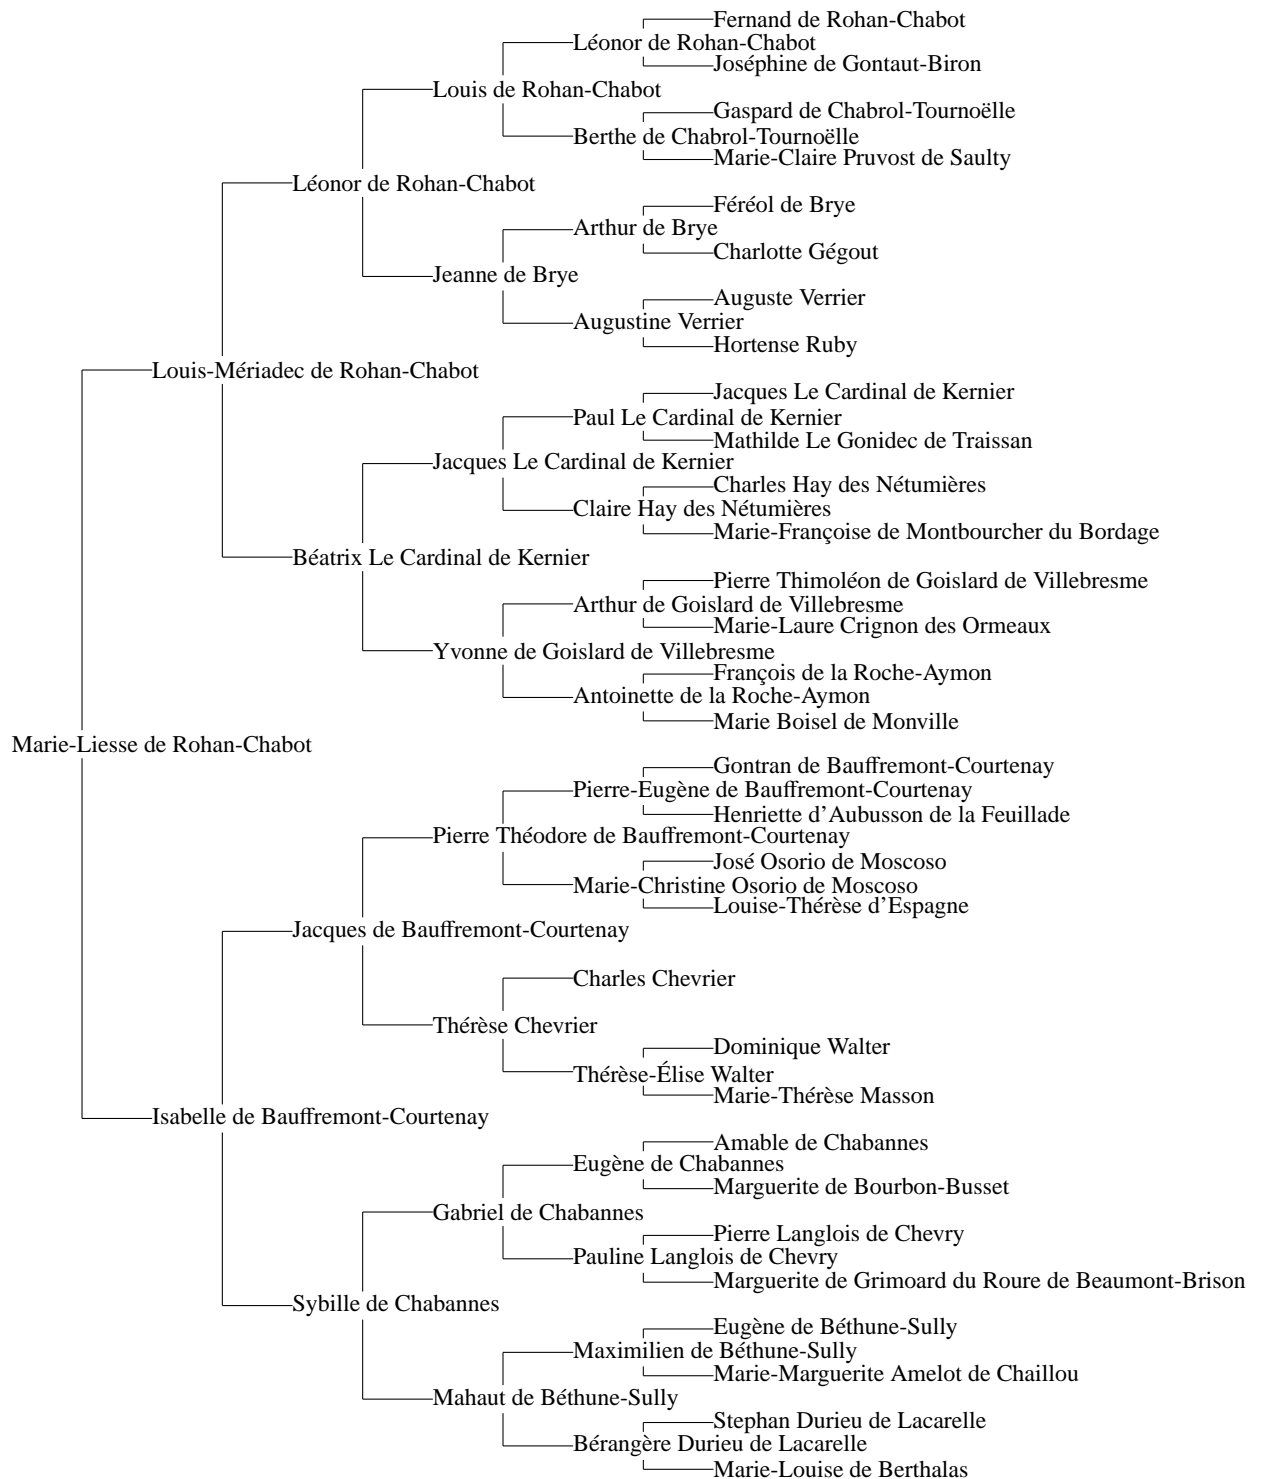 Fernand de Rohan-Chabot
Léonor de Rohan-Chabot
Joséphine de Gontaut-Biron
Louis de Rohan-Chabot
Gaspard de Chabrol-Tournoëlle
Berthe de Chabrol-Tournoëlle
Marie-Claire Pruvost de Saulty
Léonor de Rohan-Chabot
Féréol de Brye
Arthur de Brye
Charlotte Gégout
Jeanne de Brye
Auguste Verrier
Augustine Verrier
Hortense Ruby
Louis-Mériadec de Rohan-Chabot
Jacques Le Cardinal de Kernier
Paul Le Cardinal de Kernier
Mathilde Le Gonidec de Traissan
Jacques Le Cardinal de Kernier
Charles Hay des Nétumières
Claire Hay des Nétumières
Marie-Françoise de Montbourcher du Bordage
Béatrix Le Cardinal de Kernier
Pierre Thimoléon de Goislard de Villebresme
Arthur de Goislard de Villebresme
Marie-Laure Crignon des Ormeaux
Yvonne de Goislard de Villebresme
François de la Roche-Aymon
Antoinette de la Roche-Aymon
Marie Boisel de Monville
Marie-Liesse de Rohan-Chabot
Gontran de Bauffremont-Courtenay
Pierre-Eugène de Bauffremont-Courtenay
Henriette d'Aubusson de la Feuillade
Pierre Théodore de Bauffremont-Courtenay
José Osorio de Moscoso
Marie-Christine Osorio de Moscoso
Louise-Thérèse d'Espagne
Jacques de Bauffremont-Courtenay
Charles Chevrier
Thérèse Chevrier
Dominique Walter
Thérèse-Élise Walter
Marie-Thérèse Masson
Isabelle de Bauffremont-Courtenay
Amable de Chabannes
Eugène de Chabannes
Marguerite de Bourbon-Busset
Gabriel de Chabannes
Pierre Langlois de Chevry
Pauline Langlois de Chevry
Marguerite de Grimoard du Roure de Beaumont-Brison
Sybille de Chabannes
Eugène de Béthune-Sully
Maximilien de Béthune-Sully
Marie-Marguerite Amelot de Chaillou
Mahaut de Béthune-Sully
Stephan Durieu de Lacarelle
Bérangère Durieu de Lacarelle
Marie-Louise de Berthalas